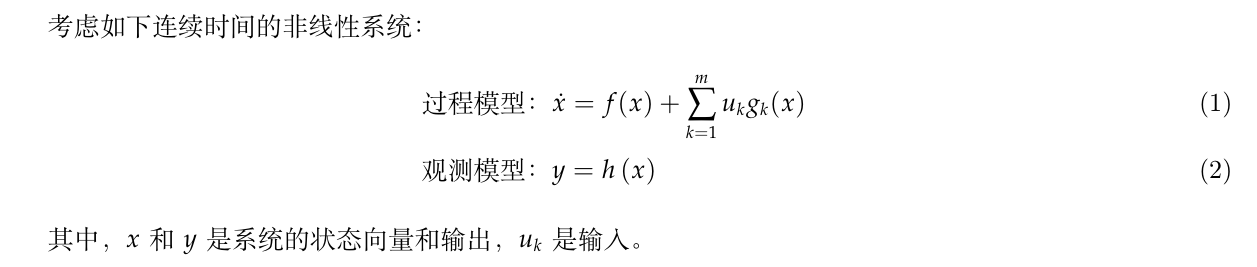 考虑如下连续时间的非线性系统：
过程模型：$\dot{x} = f(x) + \sum_{k=1}^{m} u_k g_k(x)$ (1)
观测模型：$y = h(x)$ (2)
其中，$x$ 和 $y$ 是系统的状态向量和输出，$u_k$ 是输入。